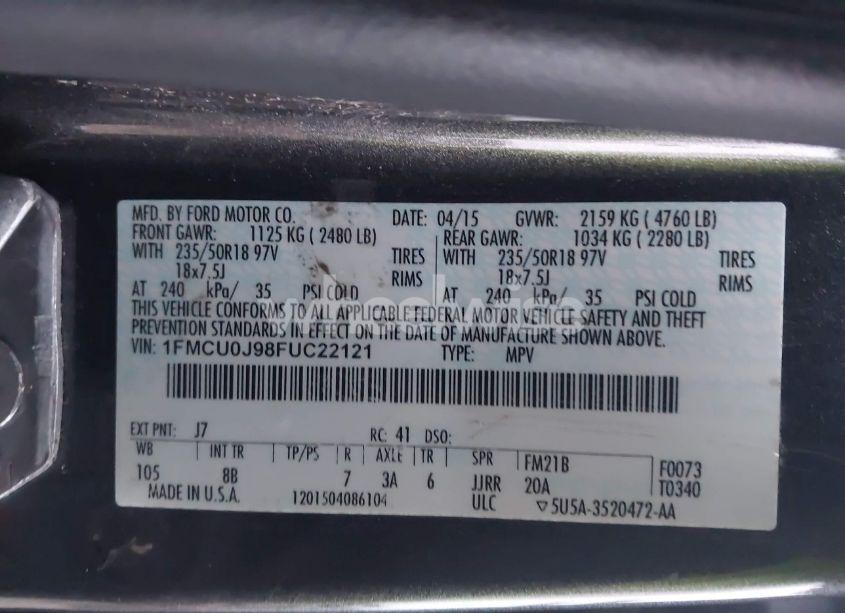 MFD. BY FORD MOTOR CO. DATE: 04/15 GVWR: 2159 KG ( 4760 LB)
FRONT GAWR: 1125 KG ( 2480 LB) REAR GAWR: 1034 KG ( 2280 LB)
WITH 235/50R18 97V TIRES WITH 235/50R18 97V TIRES
18x7.5J RIMS 18x7.5J RIMS
AT 240 kPa/ 35 PSI COLD AT 240 kPa/ 35 PSI COLD
THIS VEHICLE CONFORMS TO ALL APPLICABLE FEDERAL MOTOR VEHICLE SAFETY AND THEFT
PREVENTION STANDARDS IN EFFECT ON THE DATE OF MANUFACTURE SHOWN ABOVE.
VIN: 1FMCU0J98FUC22121 TYPE: MPV
EXT PNT: J7 RC: 41 DSO:
WB INT TR TP/PS R AXLE TR SPR FM21B F0073
105 8B 7 3A 6 JJRR 20A T0340
MADE IN U.S.A. 1201504086104 ULC ▽5U5A-3520472-AA